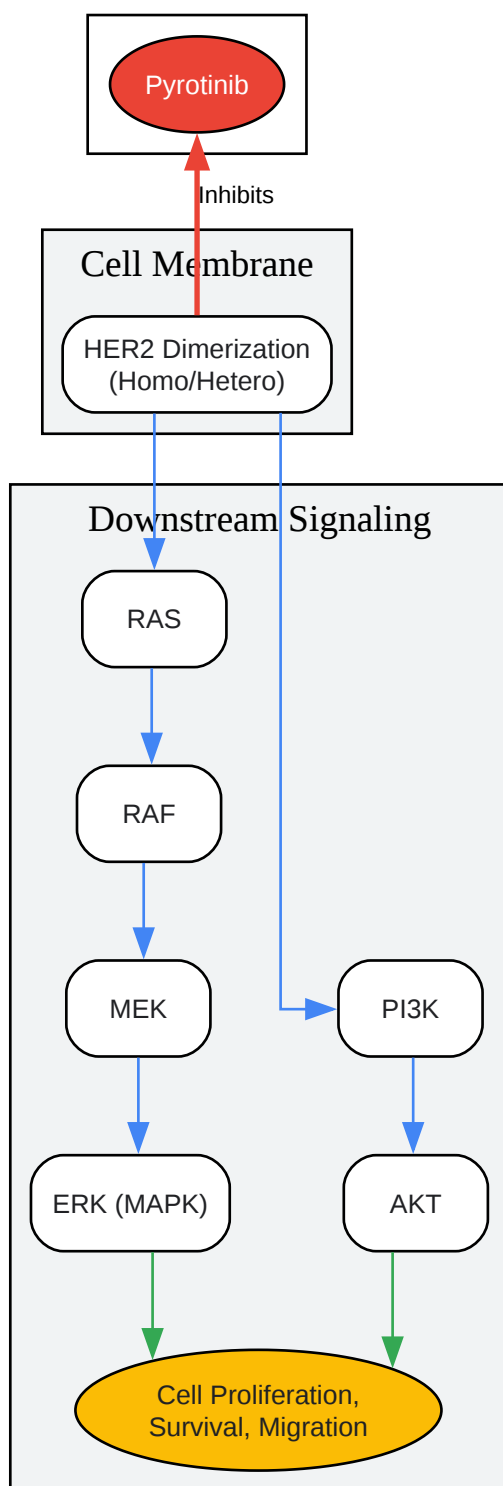 Pyrotinib
Inhibits
Cell Membrane
HER2 Dimerization
(Homo/Hetero)
Downstream Signaling
RAS
RAF
MEK
PI3K
ERK (MAPK)
AKT
Cell Proliferation,
Survival, Migration